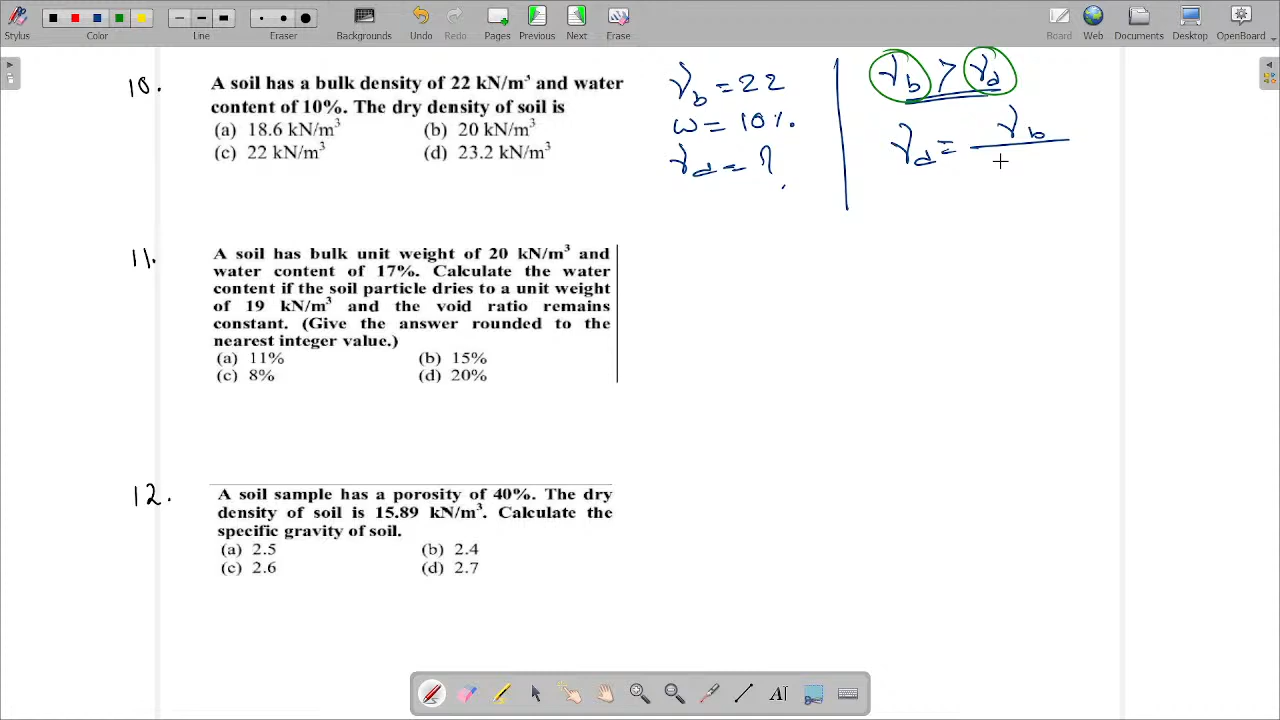 Stylus Color Line Eraser Backgrounds Undo Redo Pages Previous Next Erase Board Web Documents Desktop OpenBoard
10.
A soil has a bulk density of 22 kN/m³ and water
content of 10%. The dry density of soil is
(a) 18.6 kN/m³ (b) 20 kN/m³
(c) 22 kN/m³ (d) 23.2 kN/m³
γb = 22
ω = 10%.
γd = ?
γb > γd
γd = γb
+
11.
A soil has bulk unit weight of 20 kN/m³ and
water content of 17%. Calculate the water
content if the soil particle dries to a unit weight
of 19 kN/m³ and the void ratio remains
constant. (Give the answer rounded to the
nearest integer value.)
(a) 11% (b) 15%
(c) 8% (d) 20%
12.
A soil sample has a porosity of 40%. The dry
density of soil is 15.89 kN/m³. Calculate the
specific gravity of soil.
(a) 2.5 (b) 2.4
(c) 2.6 (d) 2.7
AI